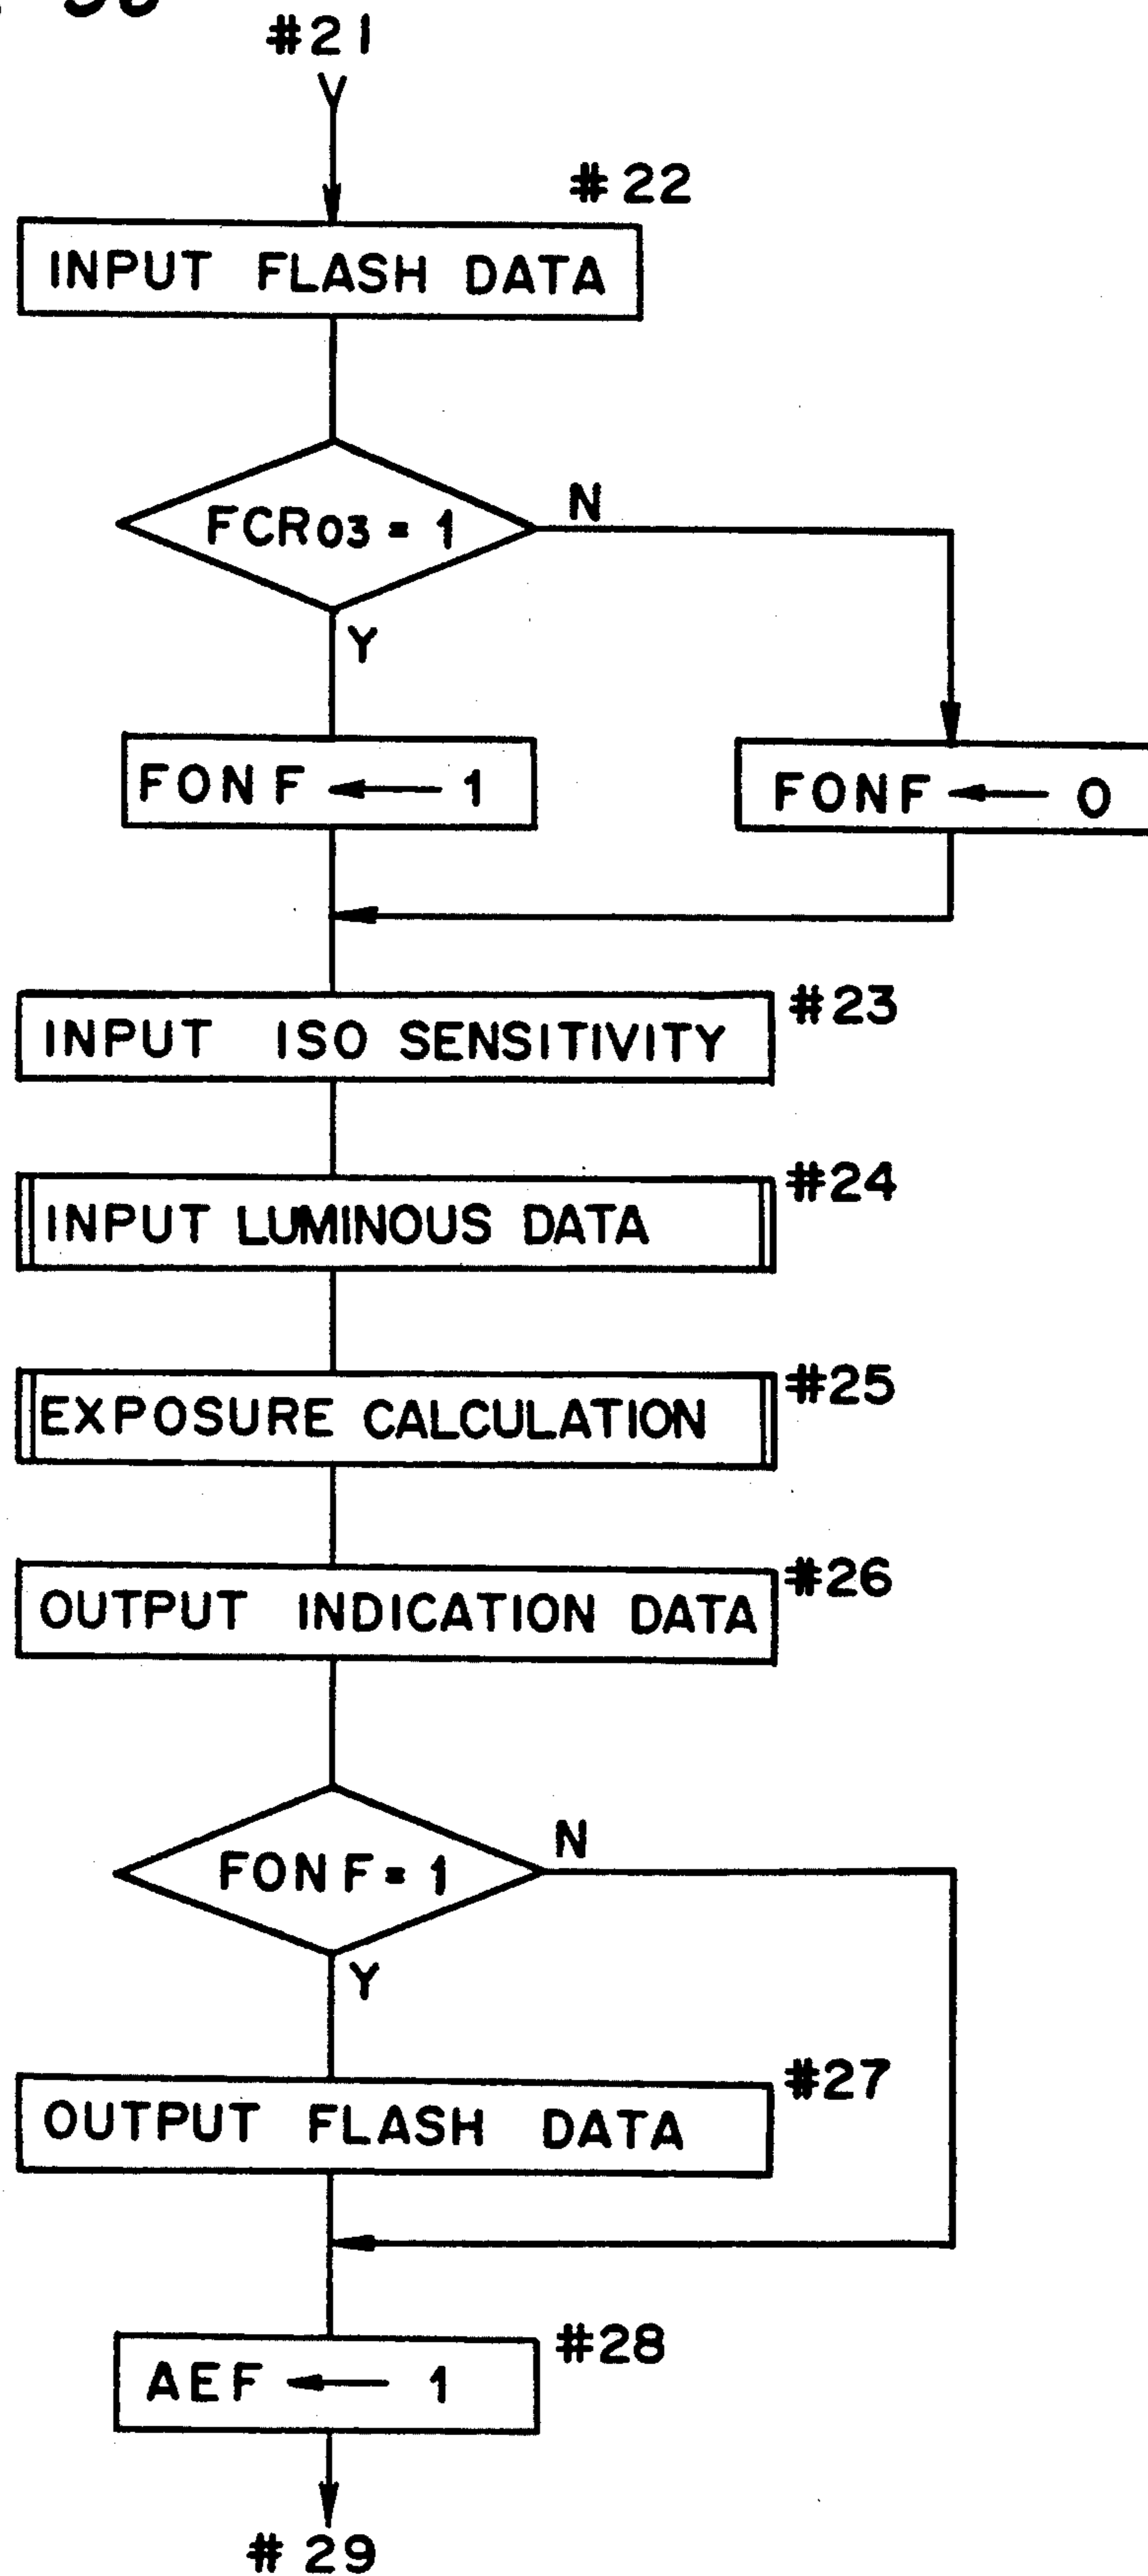 #21
Y
#22
INPUT FLASH DATA
FCR03 = 1
N
Y
FONF ← 1
FONF ← 0
INPUT ISO SENSITIVITY
#23
INPUT LUMINOUS DATA
#24
EXPOSURE CALCULATION
#25
OUTPUT INDICATION DATA
#26
FONF = 1
N
Y
OUTPUT FLASH DATA
#27
AEF ← 1
#28
#29